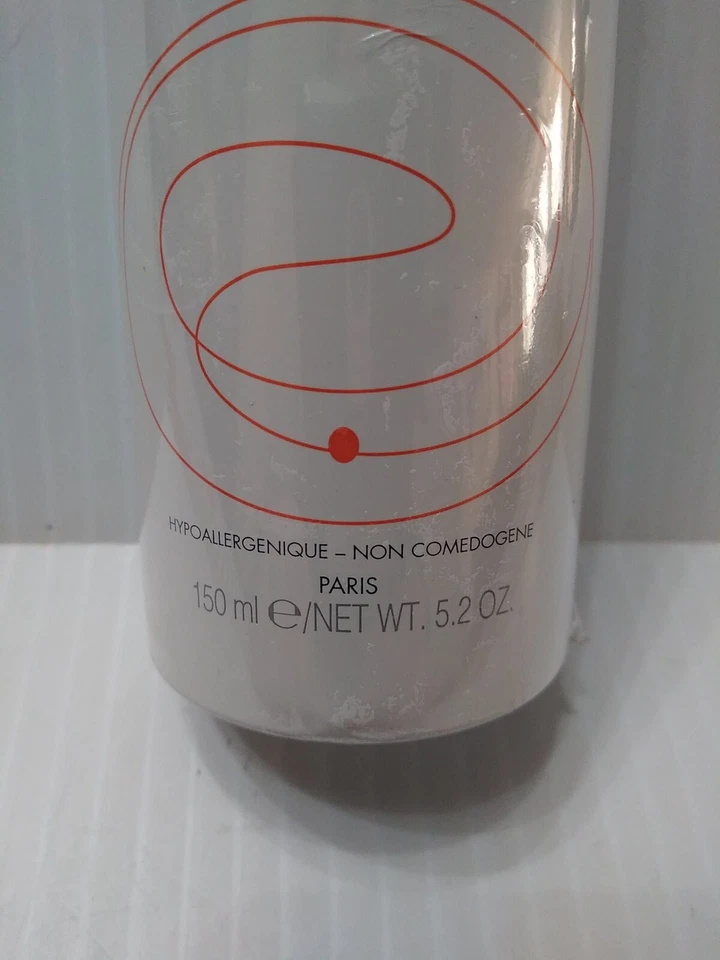 HYPOALLERGENIQUE – NON COMEDOGENE
PARIS
150 ml ℮/NET WT. 5.2 OZ.